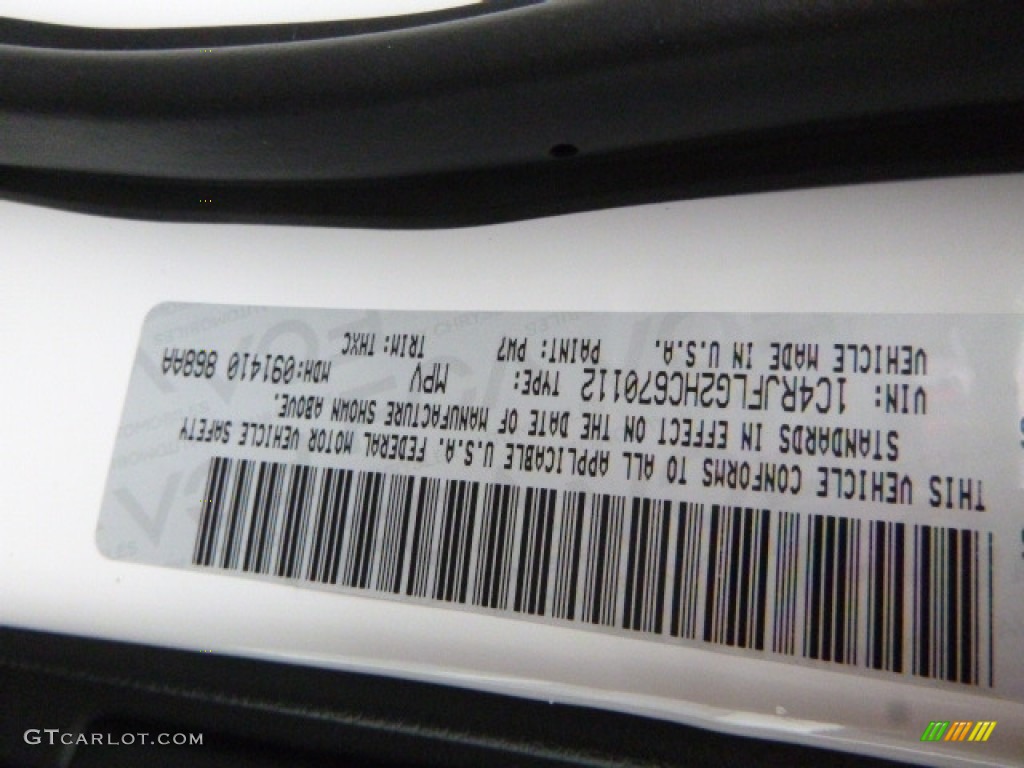 THIS VEHICLE CONFORMS TO ALL APPLICABLE U.S.A. FEDERAL MOTOR VEHICLE SAFETY
STANDARDS IN EFFECT ON THE DATE OF MANUFACTURE SHOWN ABOVE.
VIN: 1C4RJFLG2HC670112 TYPE: MPV MDH:091410 868AA
VEHICLE MADE IN U.S.A. PAINT: PW7 TRIM: THXC
GTCARLOT.COM